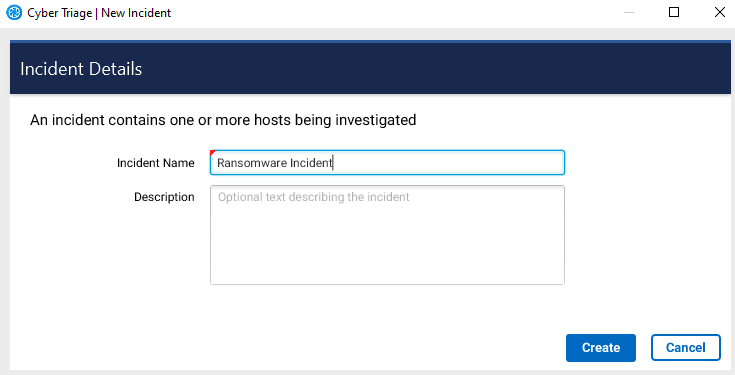 Cyber Triage | New Incident
Incident Details
An incident contains one or more hosts being investigated
Incident Name Ransomware Incident
Description Optional text describing the incident
Create Cancel